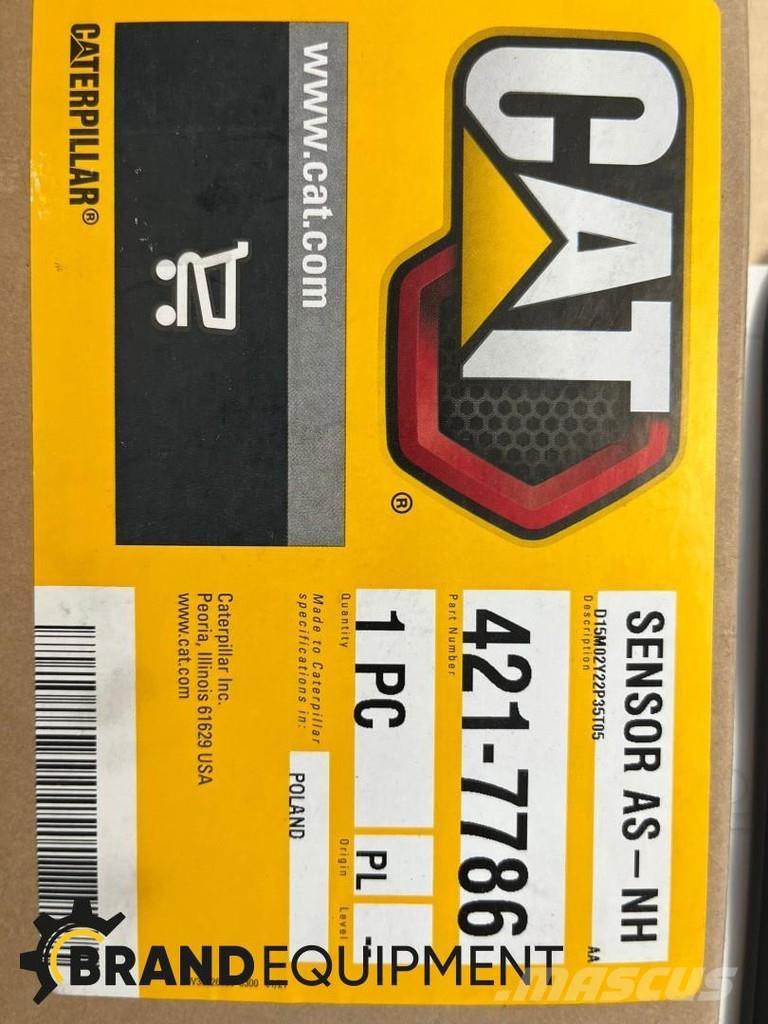 CAT
®
www.cat.com
CATERPILLAR®
SENSOR AS-NH
AA
D15M02Y22P35T05
Description
421-7786
Part Number
1 PC
PL
Quantity
Origin
Level
Made to Caterpillar
specifications in:
POLAND
Caterpillar Inc.
Peoria, Illinois 61629 USA
www.cat.com
BRANDEQUIPMENT
MASCUS